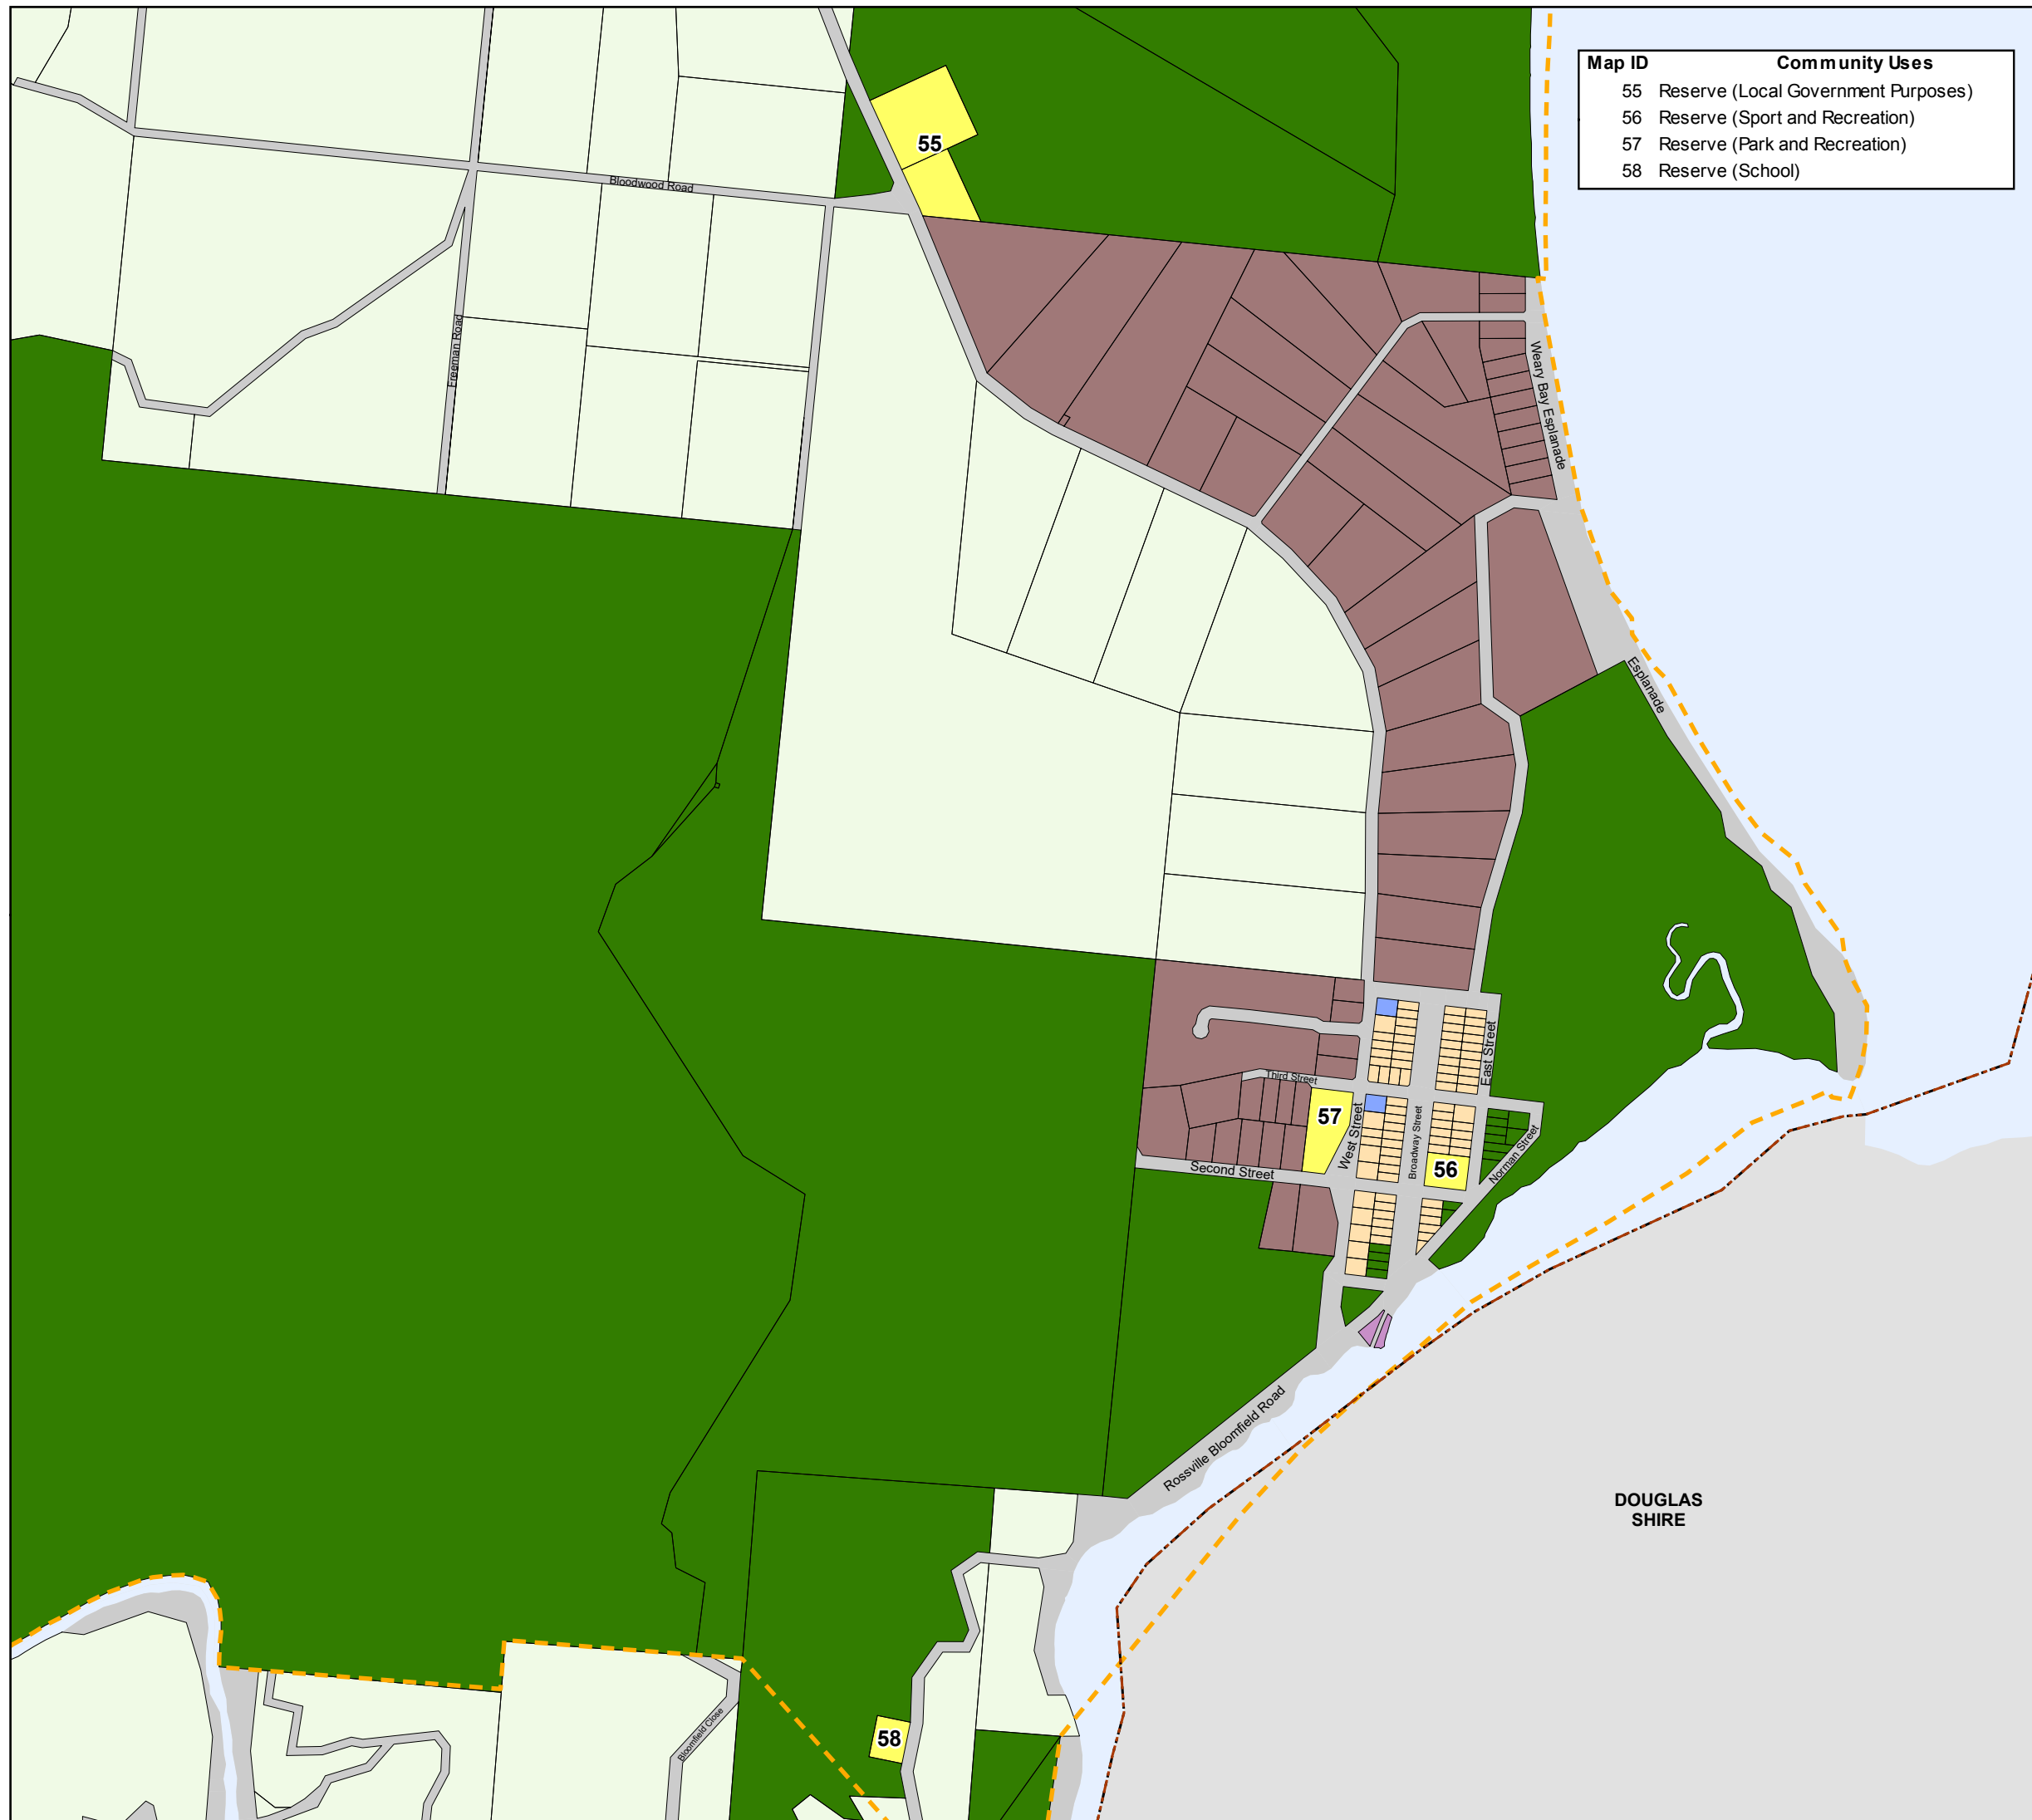 Map ID Community Uses
55 Reserve (Local Government Purposes)
56 Reserve (Sport and Recreation)
57 Reserve (Park and Recreation)
58 Reserve (School)
55
Bloodwood Road
Freeman Road
Weary Bay Esplanade
Esplanade
East Street
Third Street
57
West Street
Broadway Street
56
Norman Street
Second Street
Rossville Bloomfield Road
DOUGLAS
SHIRE
58
Bloomfield Close